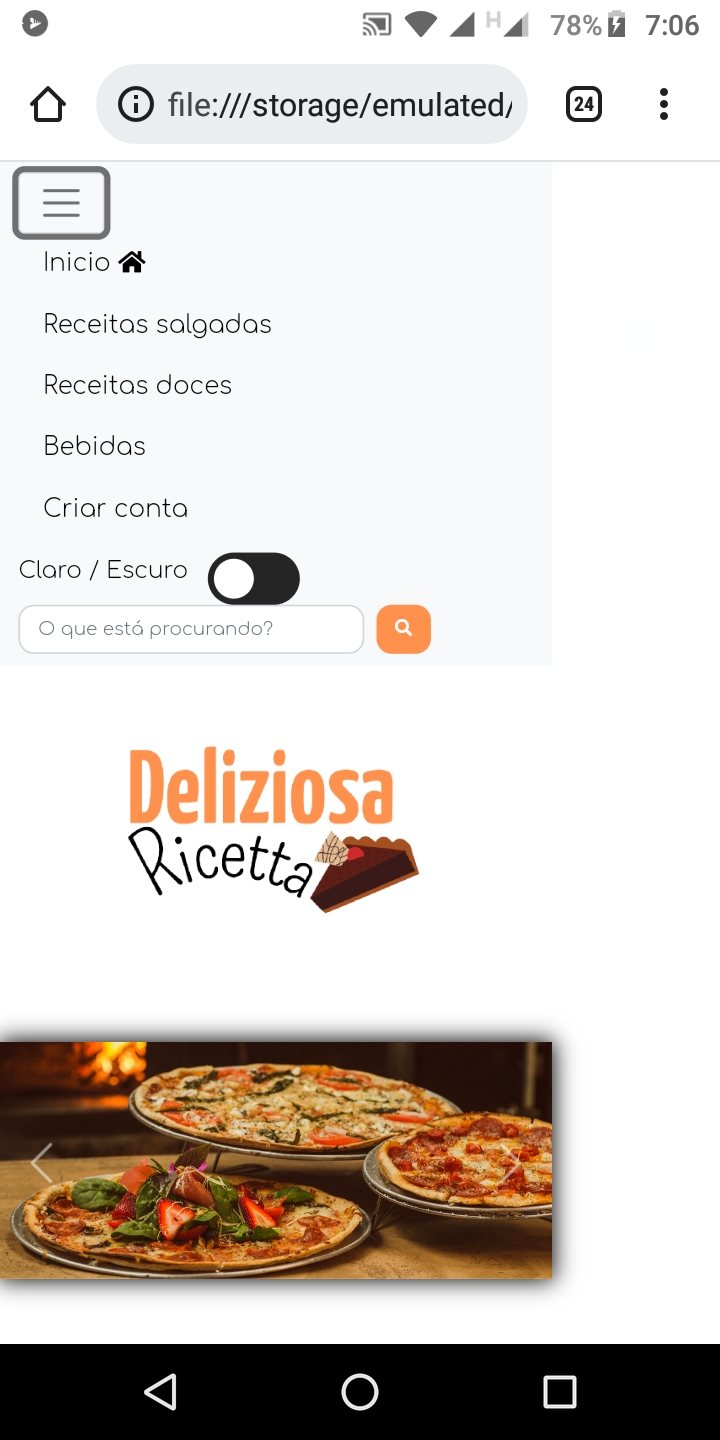 H 78% 7:06
file:///storage/emulated/
24
Inicio
Receitas salgadas
Receitas doces
Bebidas
Criar conta
Claro / Escuro
O que está procurando?
Deliziosa
Ricetta